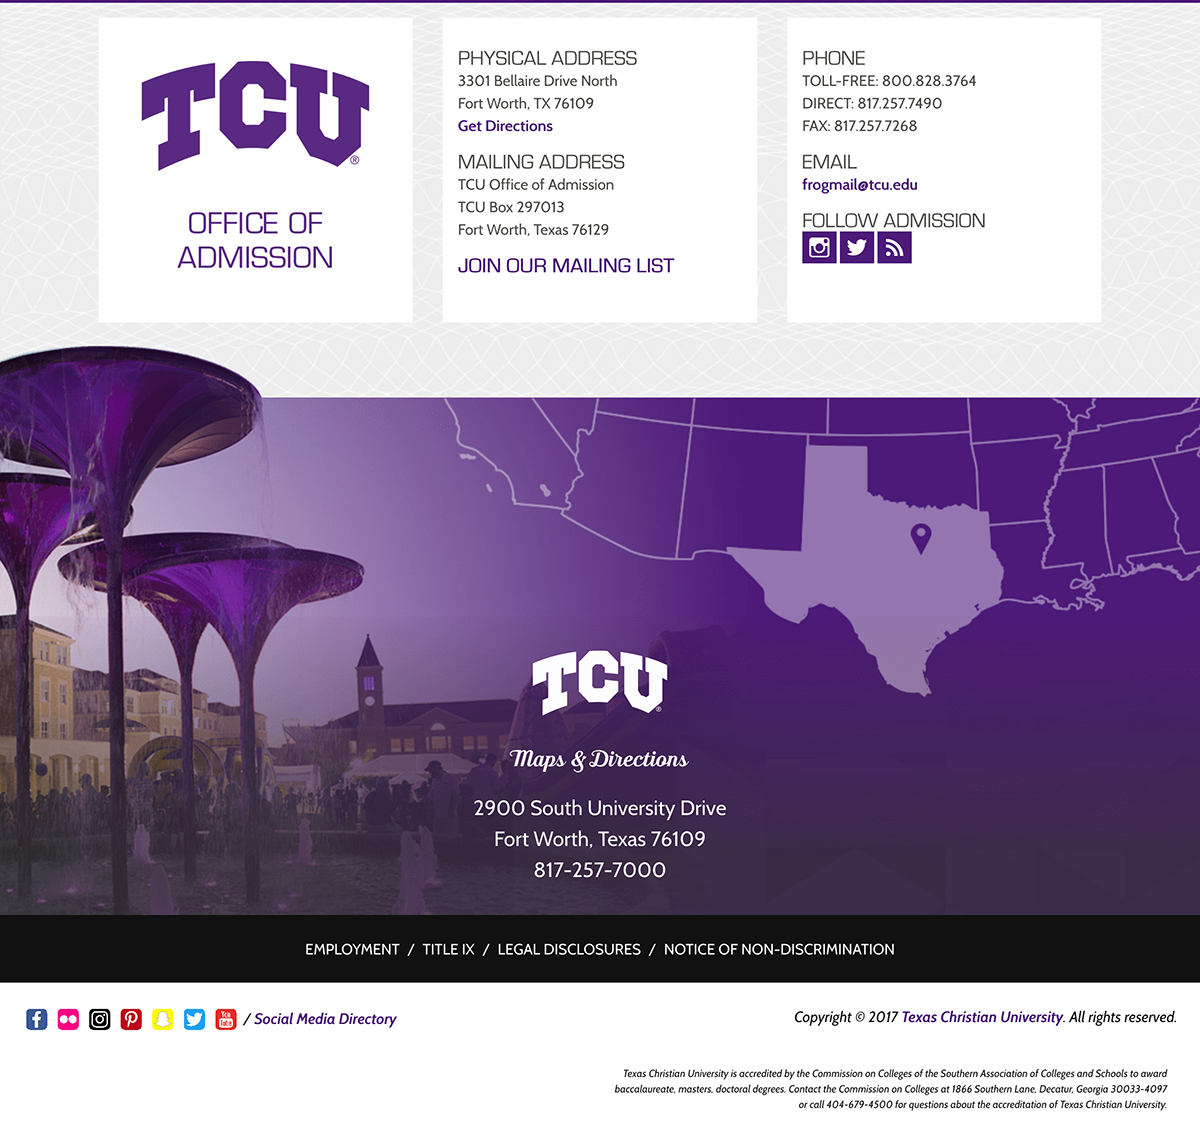 TCU
®
OFFICE OF
ADMISSION
PHYSICAL ADDRESS
3301 Bellaire Drive North
Fort Worth, TX 76109
Get Directions
MAILING ADDRESS
TCU Office of Admission
TCU Box 297013
Fort Worth, Texas 76129
JOIN OUR MAILING LIST
PHONE
TOLL-FREE: 800.828.3764
DIRECT: 817.257.7490
FAX: 817.257.7268
EMAIL
frogmail@tcu.edu
FOLLOW ADMISSION
TCU
®
Maps & Directions
2900 South University Drive
Fort Worth, Texas 76109
817-257-7000
EMPLOYMENT / TITLE IX / LEGAL DISCLOSURES / NOTICE OF NON-DISCRIMINATION
You Tube / Social Media Directory
Copyright © 2017 Texas Christian University. All rights reserved.
Texas Christian University is accredited by the Commission on Colleges of the Southern Association of Colleges and Schools to award
baccalaureate, masters, doctoral degrees. Contact the Commission on Colleges at 1866 Southern Lane, Decatur, Georgia 30033-4097
or call 404-679-4500 for questions about the accreditation of Texas Christian University.